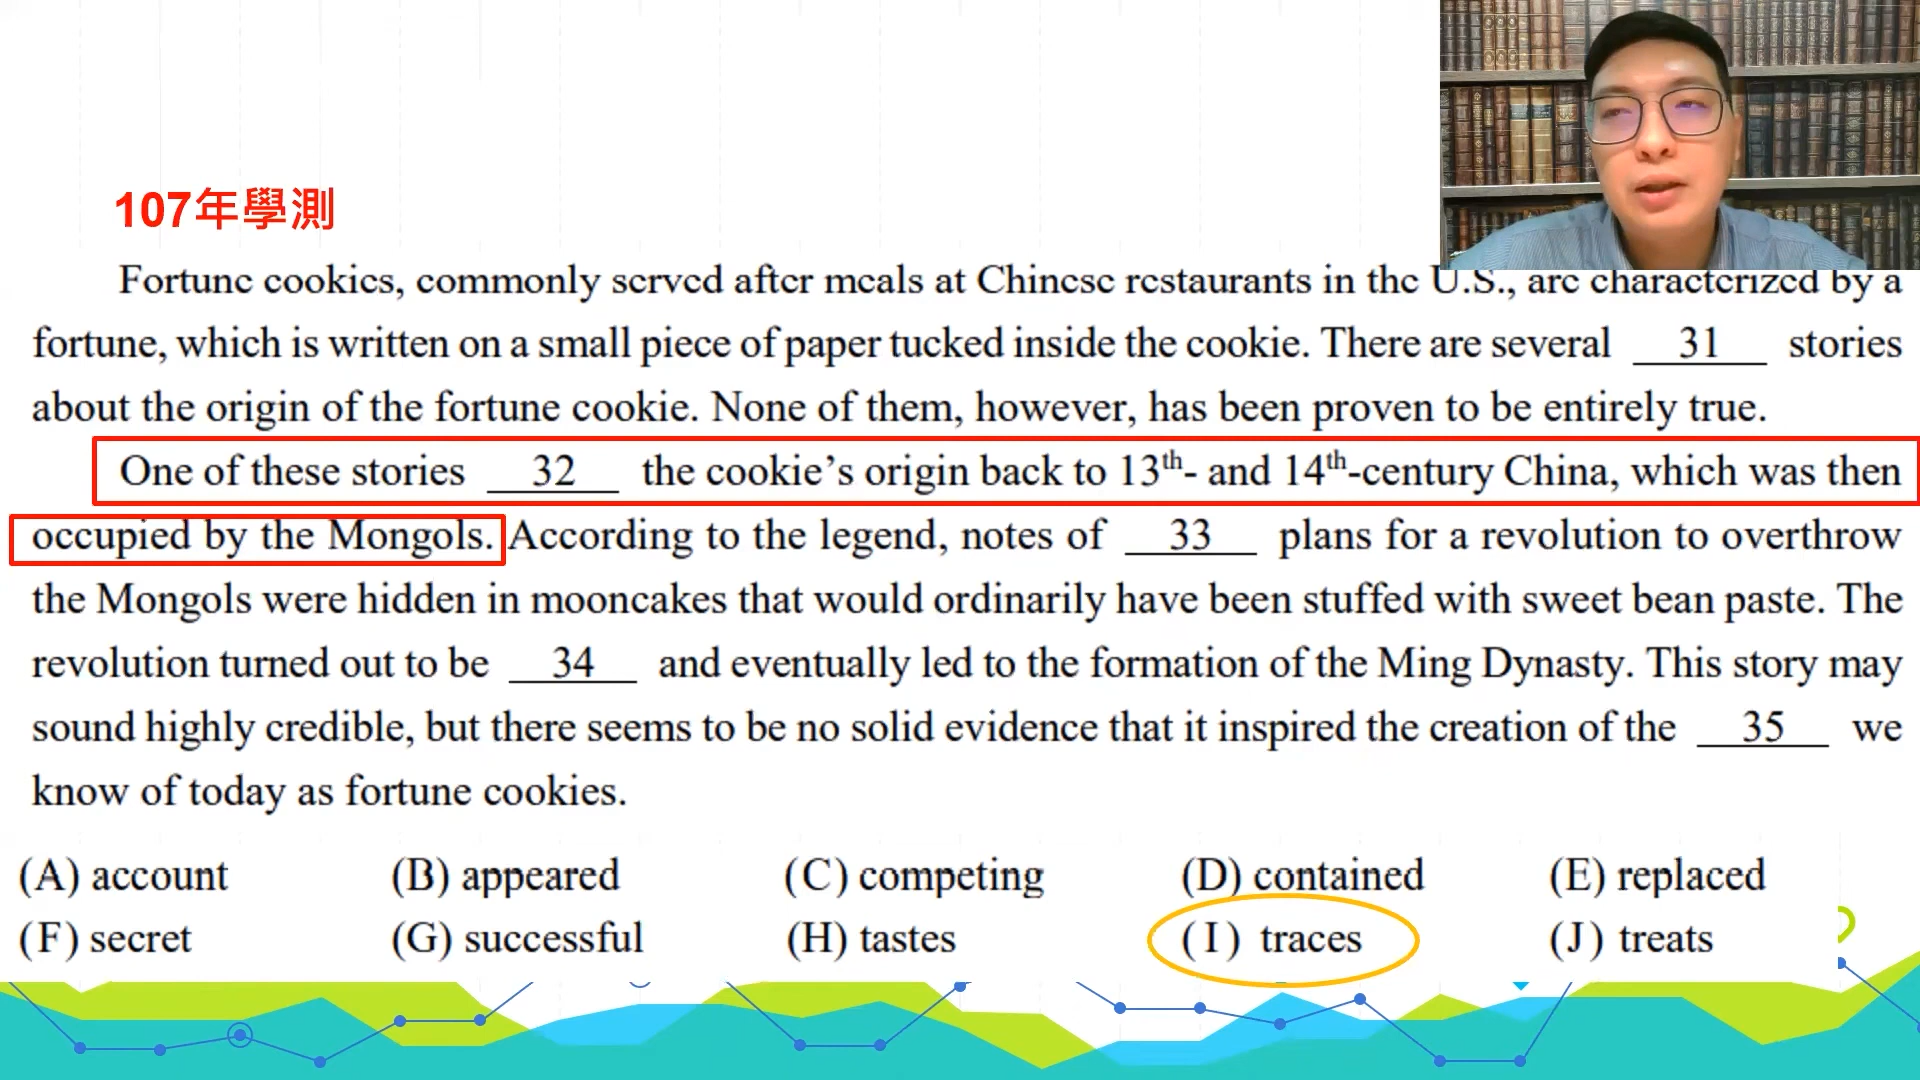 107年學測
Fortune cookies, commonly served after meals at Chinese restaurants in the U.S., are characterized by a
fortune, which is written on a small piece of paper tucked inside the cookie. There are several 31 stories
about the origin of the fortune cookie. None of them, however, has been proven to be entirely true.
One of these stories 32 the cookie’s origin back to 13th- and 14th-century China, which was then
occupied by the Mongols. According to the legend, notes of 33 plans for a revolution to overthrow
the Mongols were hidden in mooncakes that would ordinarily have been stuffed with sweet bean paste. The
revolution turned out to be 34 and eventually led to the formation of the Ming Dynasty. This story may
sound highly credible, but there seems to be no solid evidence that it inspired the creation of the 35 we
know of today as fortune cookies.
(A) account (B) appeared (C) competing (D) contained (E) replaced
(F) secret (G) successful (H) tastes (I) traces (J) treats